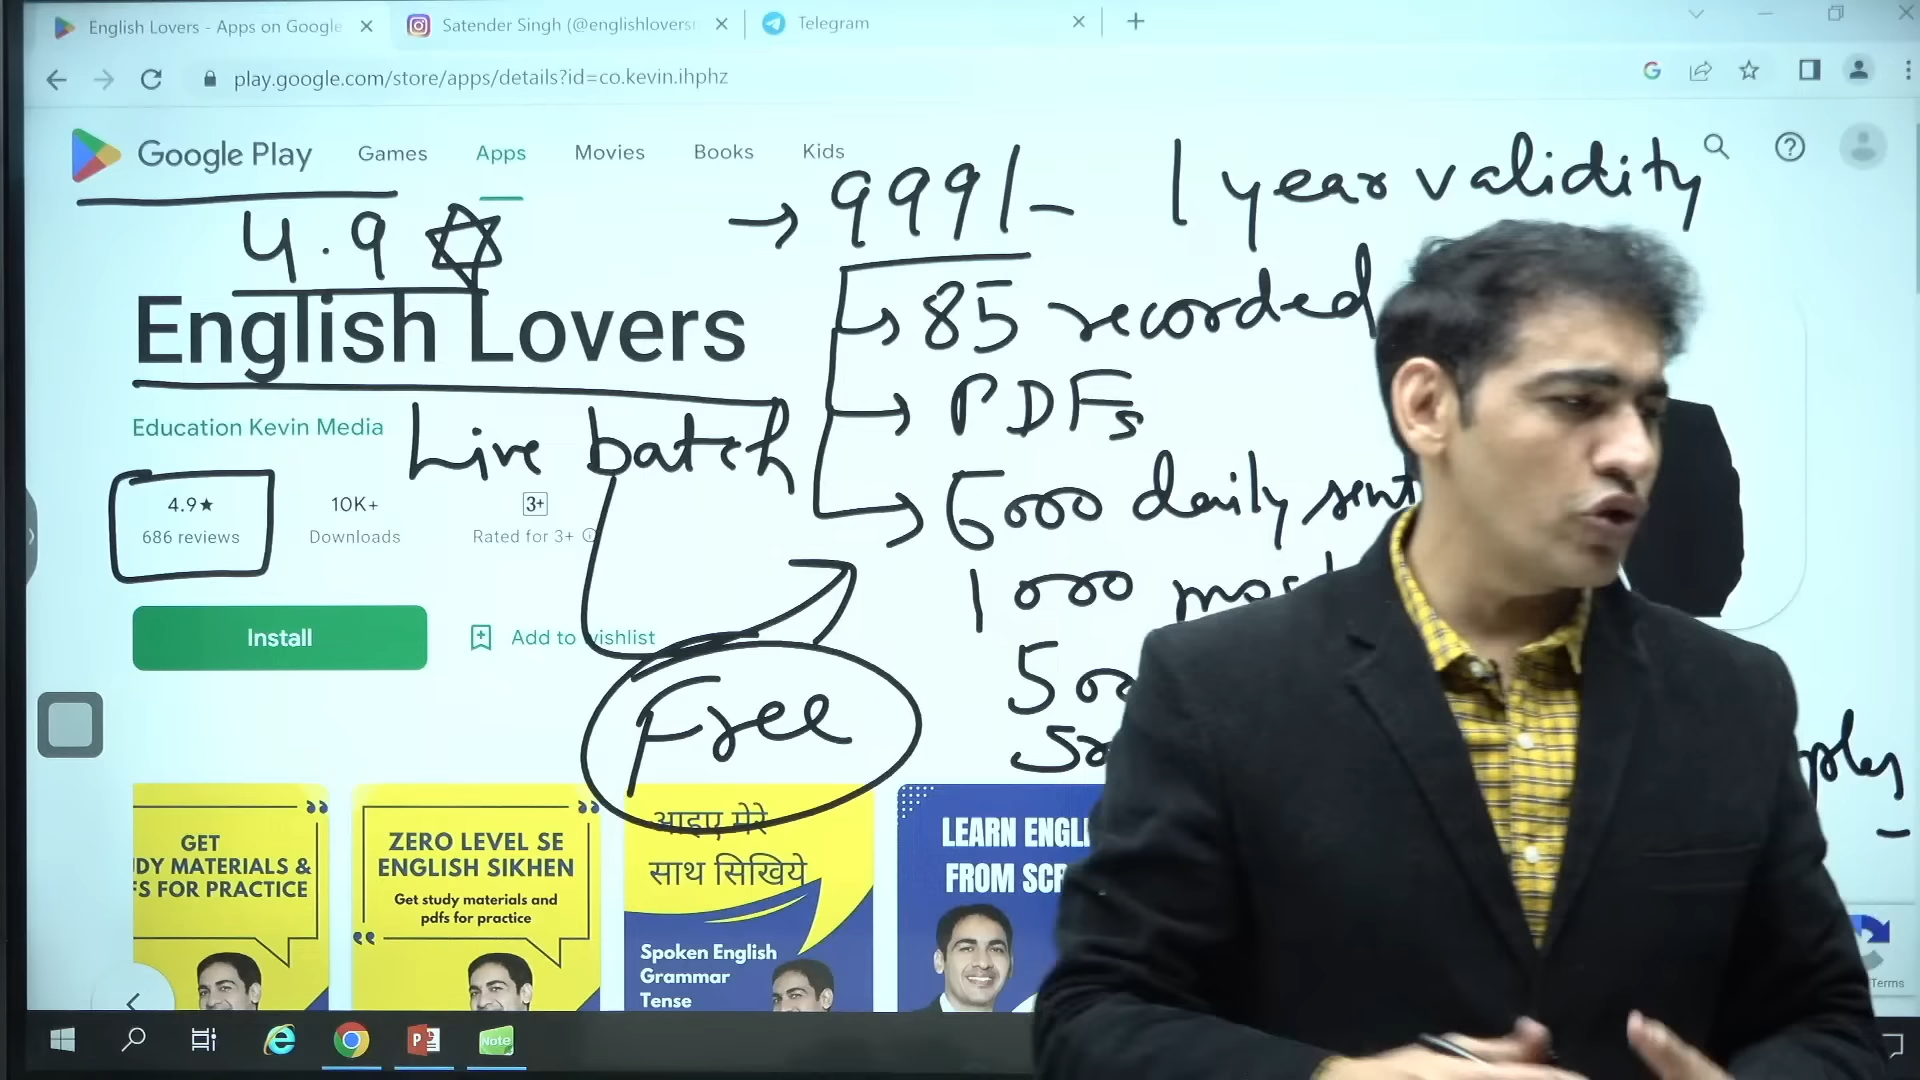 English Lovers - Apps on Google
Satender Singh (@englishlovers
Telegram
play.google.com/store/apps/details?id=co.kevin.ihphz
Google Play
Games
Apps
Movies
Books
Kids
→ 999/- 1 year validity
4.9
85 recorded
English Lovers
PDFs
Education Kevin Media
Live batch
4.9★
686 reviews
10K+
Downloads
3+
Rated for 3+
6000 daily sent
1000 mos
Install
Add to wishlist
500
Free
GET
DY MATERIALS &
FS FOR PRACTICE
ZERO LEVEL SE
ENGLISH SIKHEN
Get study materials and
pdfs for practice
आइए मेरे
साथ सिखिये
Spoken English
Grammar
Tense
LEARN ENGLI
FROM SCR
Terms
Note